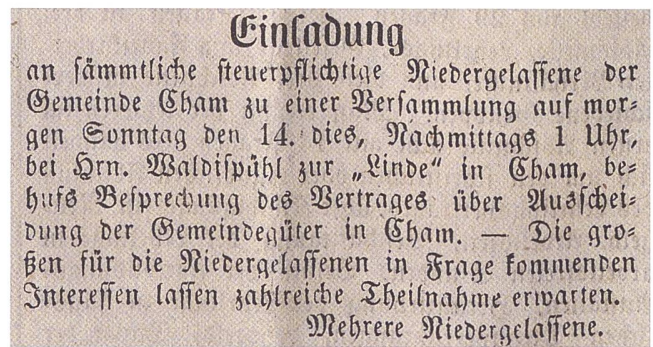 Einladung
an sämmtliche steuerpflichtige Niedergelassene der
Gemeinde Cham zu einer Versammlung auf mor-
gen Sonntag den 14. dies, Nachmittags 1 Uhr,
bei Hrn. Waldispühl zur „Linde“ in Cham, be-
hufs Besprechung des Vertrages über Ausschei-
dung der Gemeindegüter in Cham. — Die gro-
ßen für die Niedergelassenen in Frage kommenden
Interessen lassen zahlreiche Theilnahme erwarten.
Mehrere Niedergelassene.